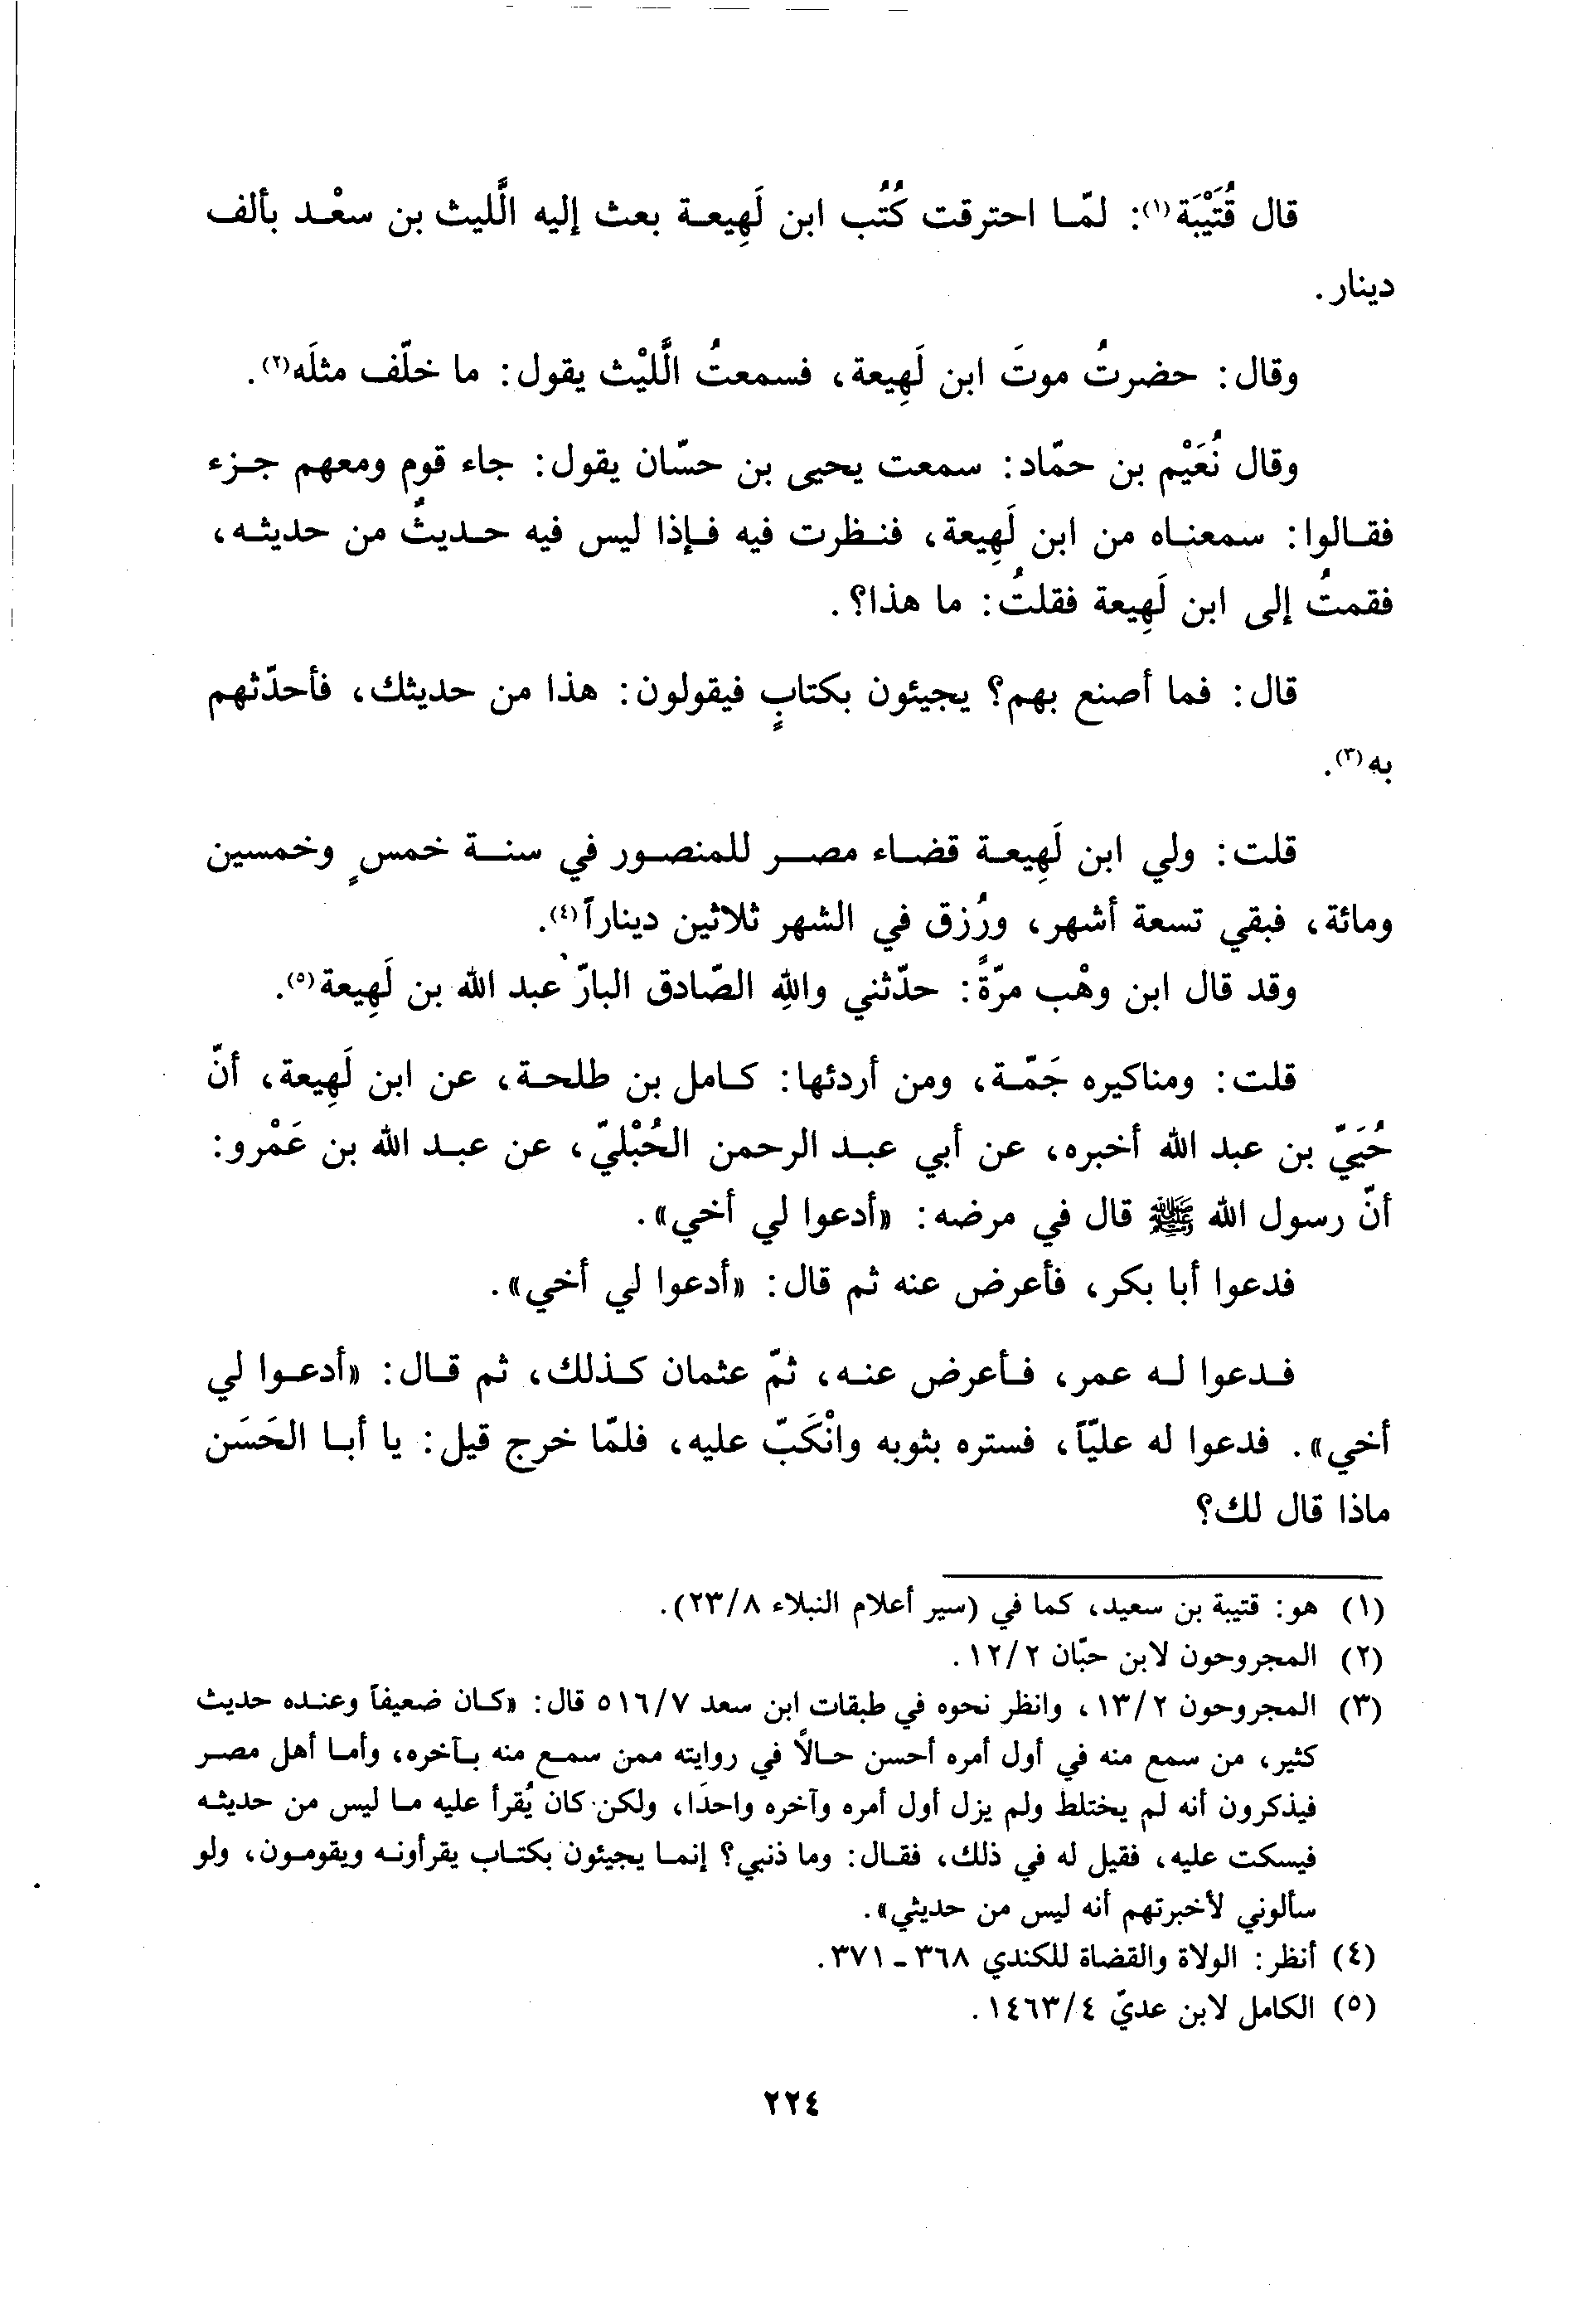 قال قُتَيْبَة(١): لمّا احترقت كُتُب ابن لَهِيعة بعث إليه الَّليث بن سعْد بألف
دينار.
وقال: حضرتُ موتَ ابن لَهِيعة، فسمعتُ الَّليْث يقول: ما خلّف مثلَه(٢).
وقال نُعَيْم بن حمّاد: سمعت يحيى بن حسّان يقول: جاء قوم ومعهم جزء
فقالوا: سمعناه من ابن لَهِيعة، فنظرت فيه فإذا ليس فيه حديثٌ من حديثه،
فقمتُ إلى ابن لَهِيعة فقلتُ: ما هذا؟.
قال: فما أصنع بهم؟ يجيئون بكتابٍ فيقولون: هذا من حديثك، فأحدّثهم
به(٣).
قلت: ولي ابن لَهِيعة قضاء مصر للمنصور في سنة خمسٍ وخمسين
ومائة، فبقي تسعة أشهر، ورُزق في الشهر ثلاثين ديناراً(٤).
وقد قال ابن وهْب مرّةً: حدّثني واللهِ الصّادق البارّ عبد الله بن لَهِيعة(٥).
قلت: ومناكيره جَمّة، ومن أردئها: كامل بن طلحة، عن ابن لَهِيعة، أنّ
حُيَيّ بن عبد الله أخبره، عن أبي عبد الرحمن الحُبْليّ، عن عبد الله بن عَمْرو:
أنّ رسول الله ﷺ قال في مرضه: «أدعوا لي أخي».
فدعوا أبا بكر، فأعرض عنه ثم قال: «أدعوا لي أخي».
فدعوا له عمر، فأعرض عنه، ثمّ عثمان كذلك، ثم قال: «أدعوا لي
أخي». فدعوا له عليّاً، فستره بثوبه وانْكَبّ عليه، فلمّا خرج قيل: يا أبا الحَسَن
ماذا قال لك؟
(١) هو: قتيبة بن سعيد، كما في (سير أعلام النبلاء ٢٣/٨).
(٢) المجروحون لابن حبّان ١٢/٢.
(٣) المجروحون ١٣/٢، وانظر نحوه في طبقات ابن سعد ٥١٦/٧ قال: «كان ضعيفاً وعنده حديث
كثير، من سمع منه في أول أمره أحسن حالاً في روايته ممن سمع منه بآخره، وأما أهل مصر
فيذكرون أنه لم يختلط ولم يزل أول أمره وآخره واحدًا، ولكن كان يُقرأ عليه ما ليس من حديثه
فيسكت عليه، فقيل له في ذلك، فقال: وما ذنبي؟ إنما يجيئون بكتاب يقرأونه ويقومون، ولو
سألوني لأخبرتهم أنه ليس من حديثي».
(٤) أنظر: الولاة والقضاة للكندي ٣٦٨ - ٣٧١.
(٥) الكامل لابن عديّ ١٤٦٣/٤.
٢٢٤